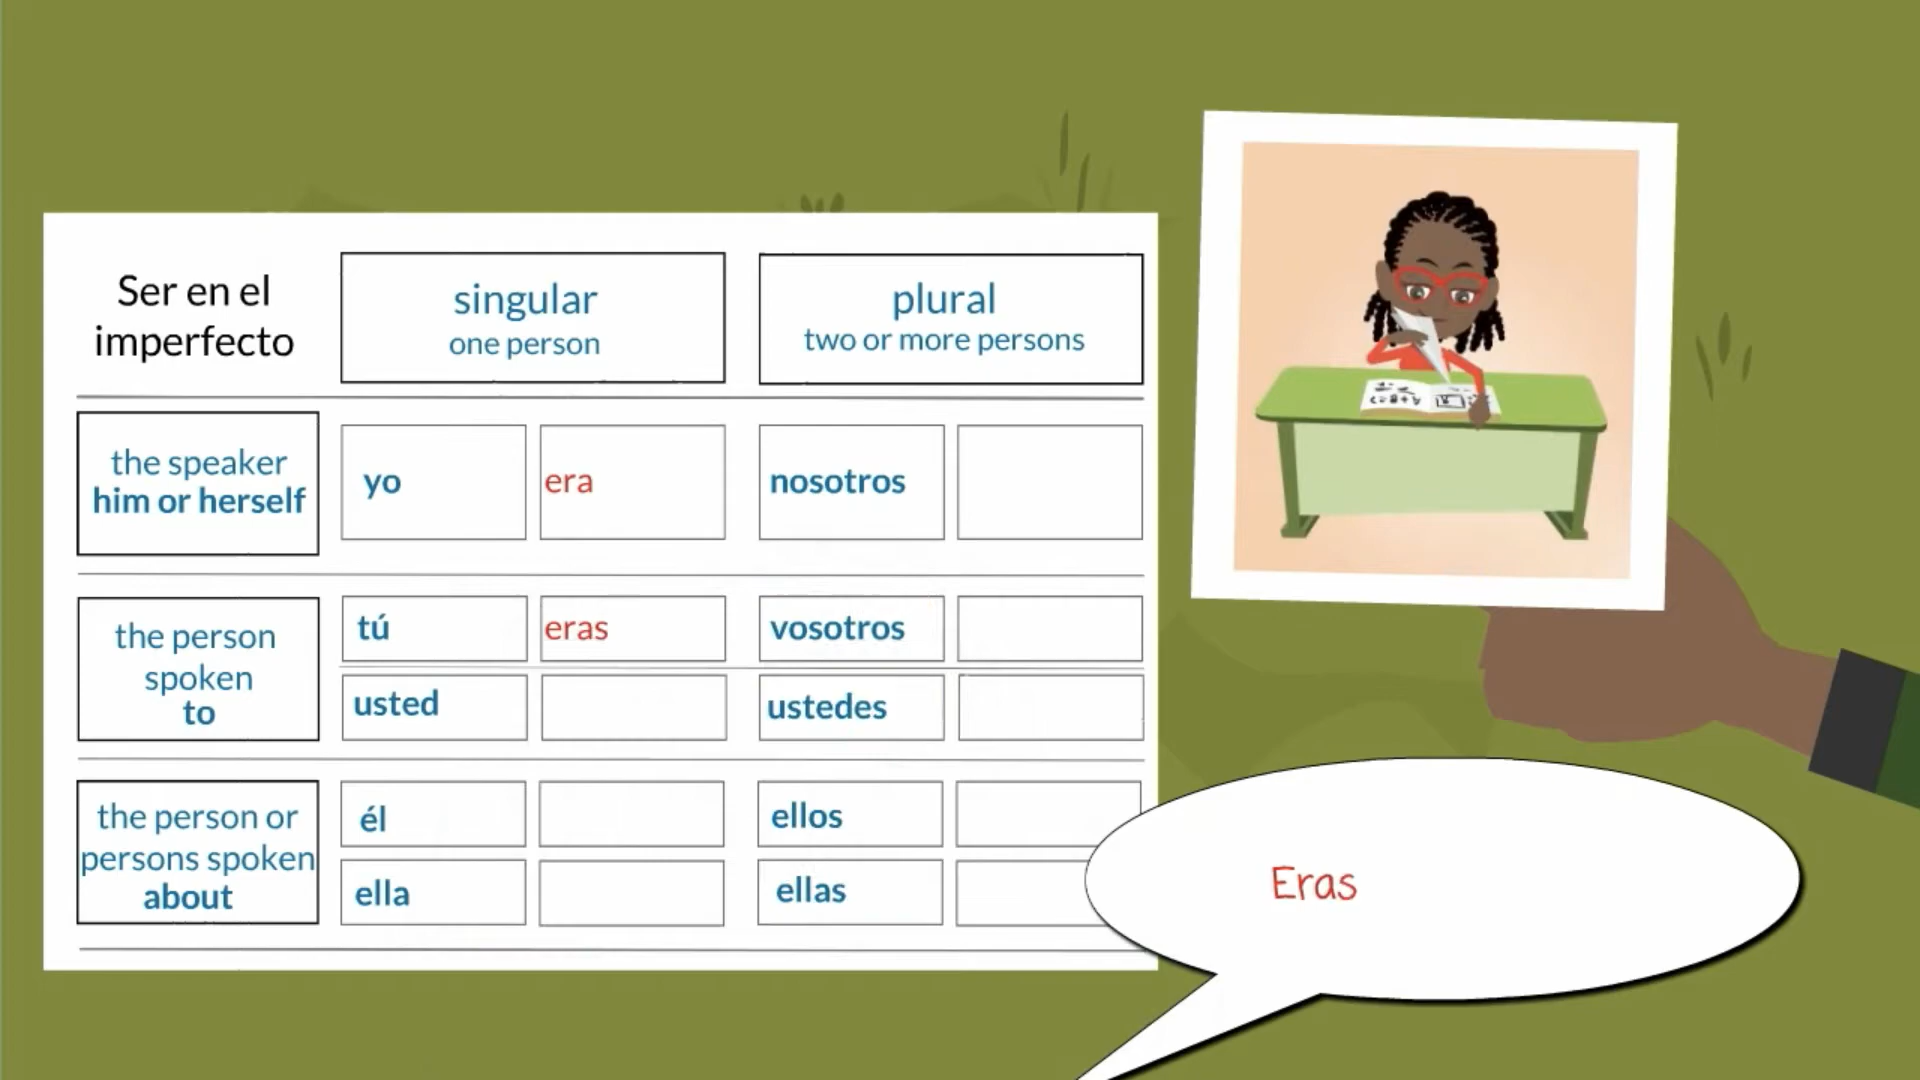 Ser en el
imperfecto
singular
one person
plural
two or more persons
the speaker
him or herself
yo
era
nosotros
the person
spoken
to
tú
eras
vosotros
usted
ustedes
the person or
persons spoken
about
él
ellos
ella
ellas
Eras